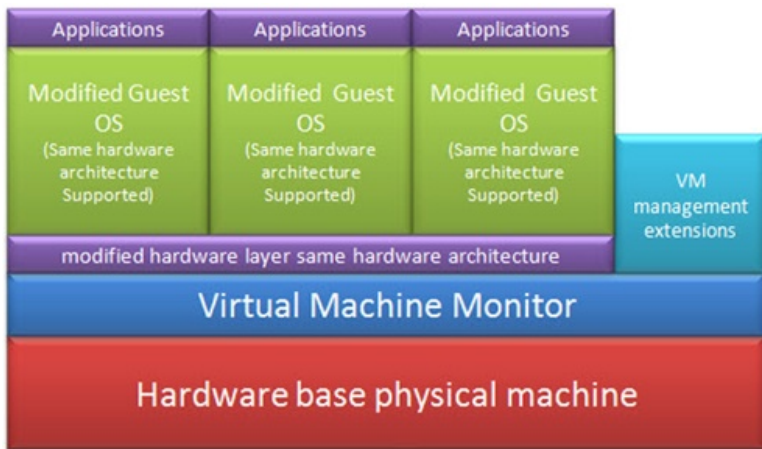 Applications Applications Applications
Modified Guest
OS
(Same hardware
architecture
Supported)
Modified Guest
OS
(Same hardware
architecture
Supported)
Modified Guest
OS
(Same hardware
architecture
Supported)
VM
management
extensions
modified hardware layer same hardware architecture
Virtual Machine Monitor
Hardware base physical machine